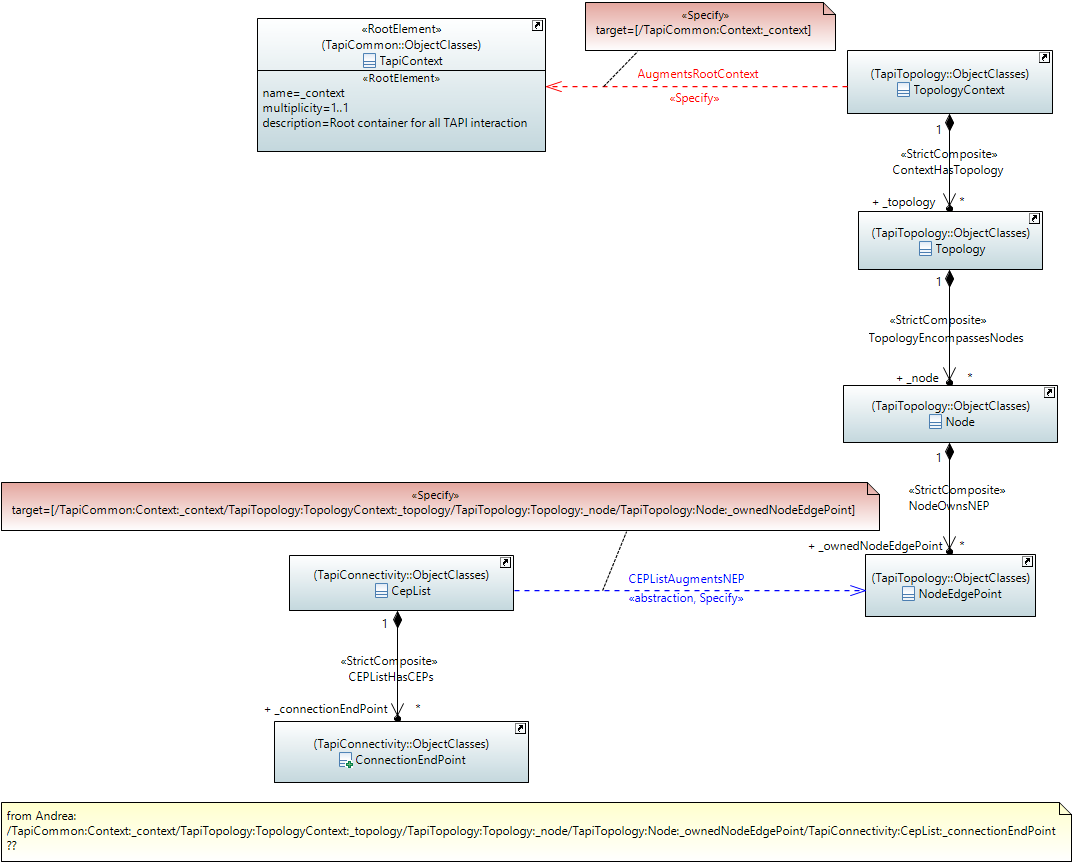 «RootElement»
(TapiCommon::ObjectClasses)
TapiContext
«RootElement»
name=_context
multiplicity=1..1
description=Root container for all TAPI interaction
«Specify»
target=[/TapiCommon:Context:_context]
AugmentsRootContext
«Specify»
(TapiTopology::ObjectClasses)
TopologyContext
1
«StrictComposite»
ContextHasTopology
+ _topology
*
(TapiTopology::ObjectClasses)
Topology
1
«StrictComposite»
TopologyEncompassesNodes
+ _node
*
(TapiTopology::ObjectClasses)
Node
1
«StrictComposite»
NodeOwnsNEP
+ _ownedNodeEdgePoint
*
«Specify»
target=[/TapiCommon:Context:_context/TapiTopology:TopologyContext:_topology/TapiTopology:Topology:_node/TapiTopology:Node:_ownedNodeEdgePoint]
(TapiConnectivity::ObjectClasses)
CepList
CEPListAugmentsNEP
«abstraction, Specify»
(TapiTopology::ObjectClasses)
NodeEdgePoint
1
«StrictComposite»
CEPListHasCEPs
+ _connectionEndPoint
*
(TapiConnectivity::ObjectClasses)
ConnectionEndPoint
from Andrea:
/TapiCommon:Context:_context/TapiTopology:TopologyContext:_topology/TapiTopology:Topology:_node/TapiTopology:Node:_ownedNodeEdgePoint/TapiConnectivity:CepList:_connectionEndPoint
??